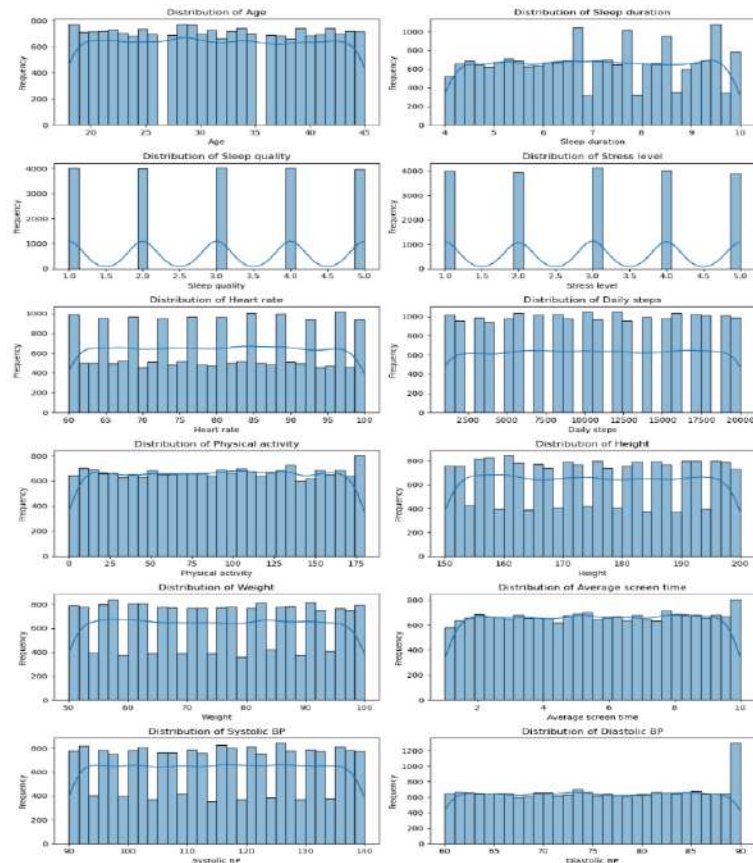 Distribution of Age
Frequency
800
600
400
200
0
20 25 30 35 40 45
Age
Distribution of Sleep duration
Frequency
1000
800
600
400
200
0
4 5 6 7 8 9 10
Sleep duration
Distribution of Sleep quality
Frequency
4000
3000
2000
1000
0
1.0 1.5 2.0 2.5 3.0 3.5 4.0 4.5 5.0
Sleep quality
Distribution of Stress level
Frequency
4000
3000
2000
1000
0
1.0 1.5 2.0 2.5 3.0 3.5 4.0 4.5 5.0
Stress level
Distribution of Heart rate
Frequency
1000
800
600
400
200
0
60 65 70 75 80 85 90 95 100
Heart rate
Distribution of Daily steps
Frequency
1000
800
600
400
200
0
2500 5000 7500 10000 12500 15000 17500 20000
Daily steps
Distribution of Physical activity
Frequency
800
600
400
200
0
0 25 50 75 100 125 150 175
Physical activity
Distribution of Height
Frequency
800
600
400
200
0
150 160 170 180 190 200
Height
Distribution of Weight
Frequency
800
600
400
200
0
50 60 70 80 90 100
Weight
Distribution of Average screen time
Frequency
800
600
400
200
0
2 4 6 8 10
Average screen time
Distribution of Systolic BP
Frequency
800
600
400
200
0
90 100 110 120 130 140
Systolic BP
Distribution of Diastolic BP
Frequency
1200
1000
800
600
400
200
0
60 65 70 75 80 85 90
Diastolic BP